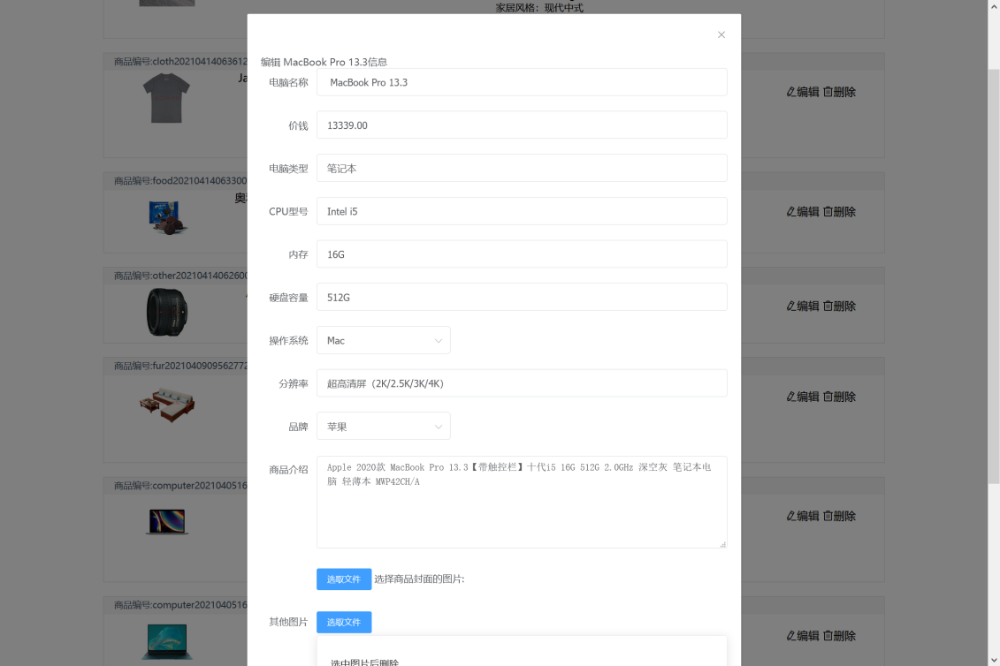 家居风格：现代中式
编辑 MacBook Pro 13.3信息
电脑名称 MacBook Pro 13.3
价钱 13339.00
电脑类型 笔记本
CPU型号 Intel i5
内存 16G
硬盘容量 512G
操作系统 Mac
分辨率 超高清屏（2K/2.5K/3K/4K）
品牌 苹果
商品介绍 Apple 2020款 MacBook Pro 13.3【带触控栏】十代i5 16G 512G 2.0GHz 深空灰 笔记本电
脑 轻薄本 MWP42CH/A
选取文件 选择商品封面的图片:
其他图片 选取文件
选中图片后删除
商品编号:cloth20210414063612
Ja
编辑 删除
商品编号:food20210414063300
奥
编辑 删除
商品编号:other20210414062600
编辑 删除
商品编号:fur2021040909562772
编辑 删除
商品编号:computer2021040516
编辑 删除
商品编号:computer2021040516
编辑 删除